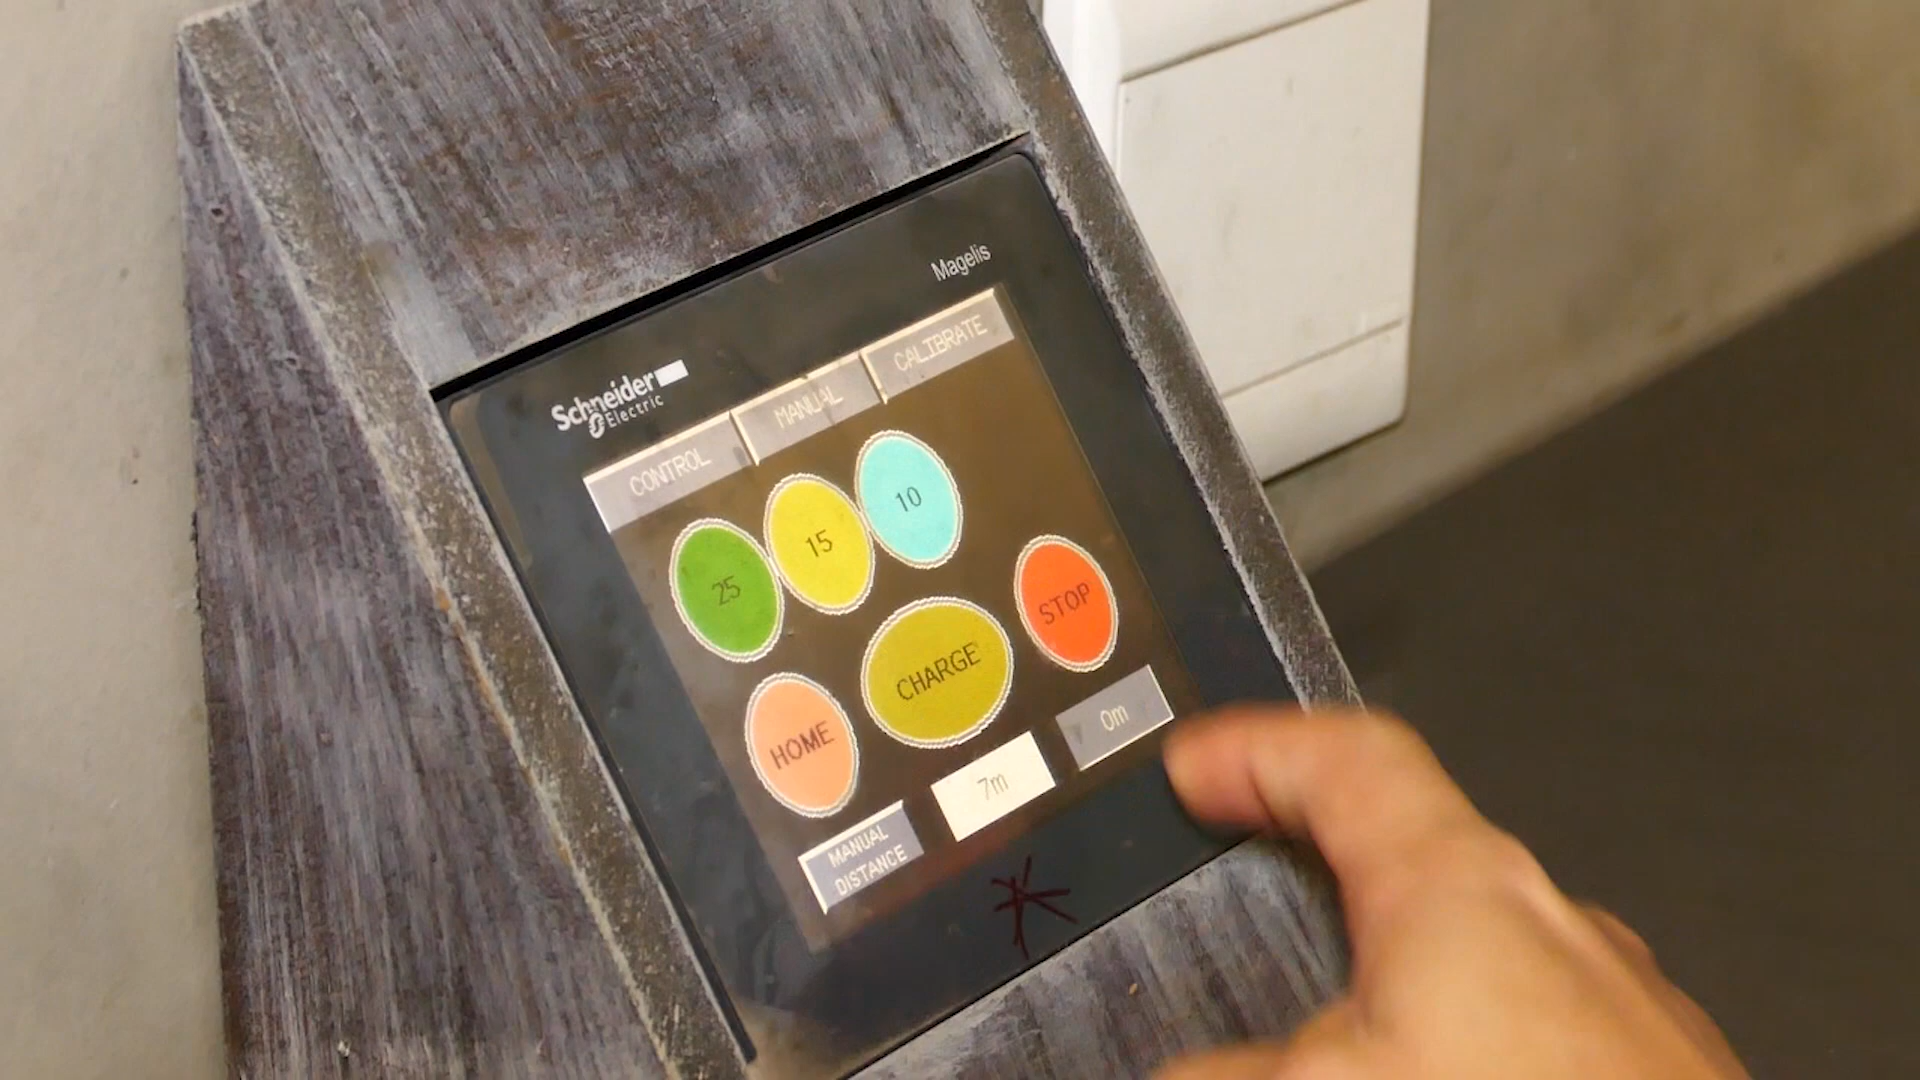 Magelis
Schneider
Electric
CONTROL
MANUAL
CALIBRATE
25
15
10
STOP
CHARGE
HOME
MANUAL
DISTANCE
7m
0m